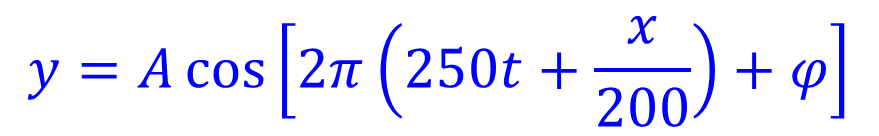 y = A cos [2π (250t + x/200) + φ]